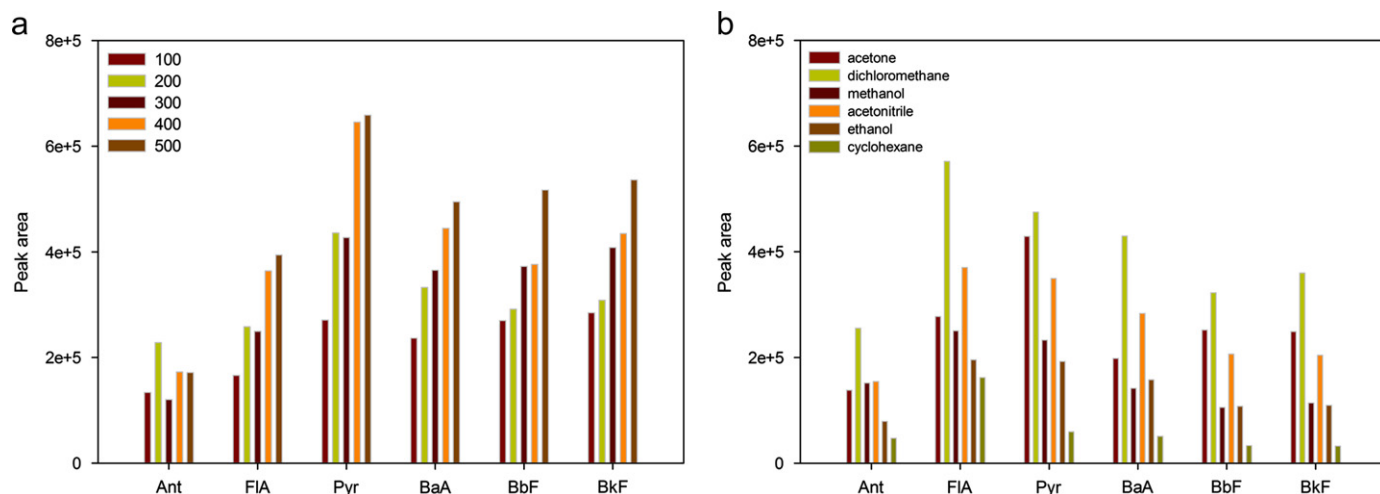 a
8e+5
6e+5
4e+5
2e+5
0
Peak area
100
200
300
400
500
Ant
FlA
Pyr
BaA
BbF
BkF
b
8e+5
6e+5
4e+5
2e+5
0
Peak area
acetone
dichloromethane
methanol
acetonitrile
ethanol
cyclohexane
Ant
FlA
Pyr
BaA
BbF
BkF